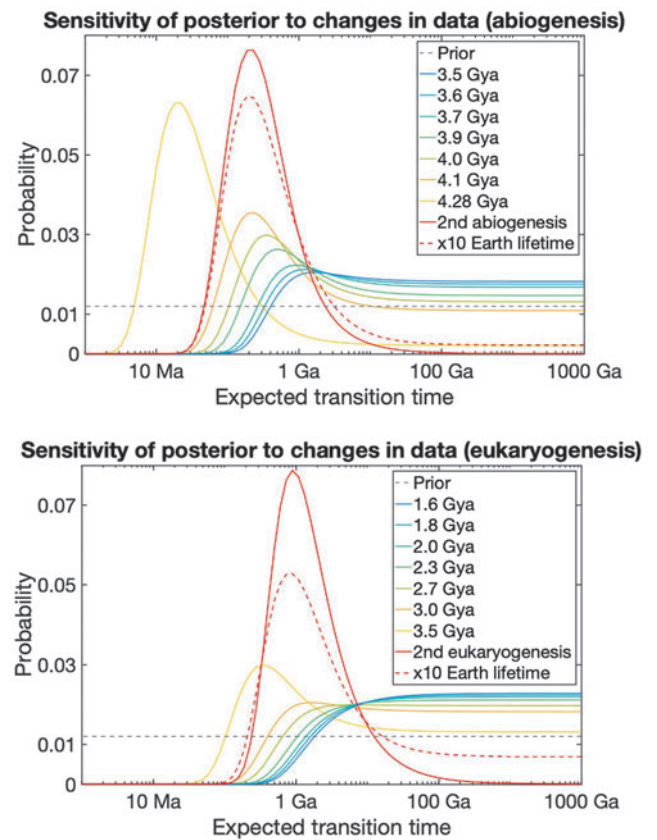 Sensitivity of posterior to changes in data (abiogenesis)
Probability
0.07
0.05
0.03
0.01
0
Prior
3.5 Gya
3.6 Gya
3.7 Gya
3.9 Gya
4.0 Gya
4.1 Gya
4.28 Gya
2nd abiogenesis
x10 Earth lifetime
10 Ma
1 Ga
100 Ga
1000 Ga
Expected transition time
Sensitivity of posterior to changes in data (eukaryogenesis)
Probability
0.07
0.05
0.03
0.01
0
Prior
1.6 Gya
1.8 Gya
2.0 Gya
2.3 Gya
2.7 Gya
3.0 Gya
3.5 Gya
2nd eukaryogenesis
x10 Earth lifetime
10 Ma
1 Ga
100 Ga
1000 Ga
Expected transition time